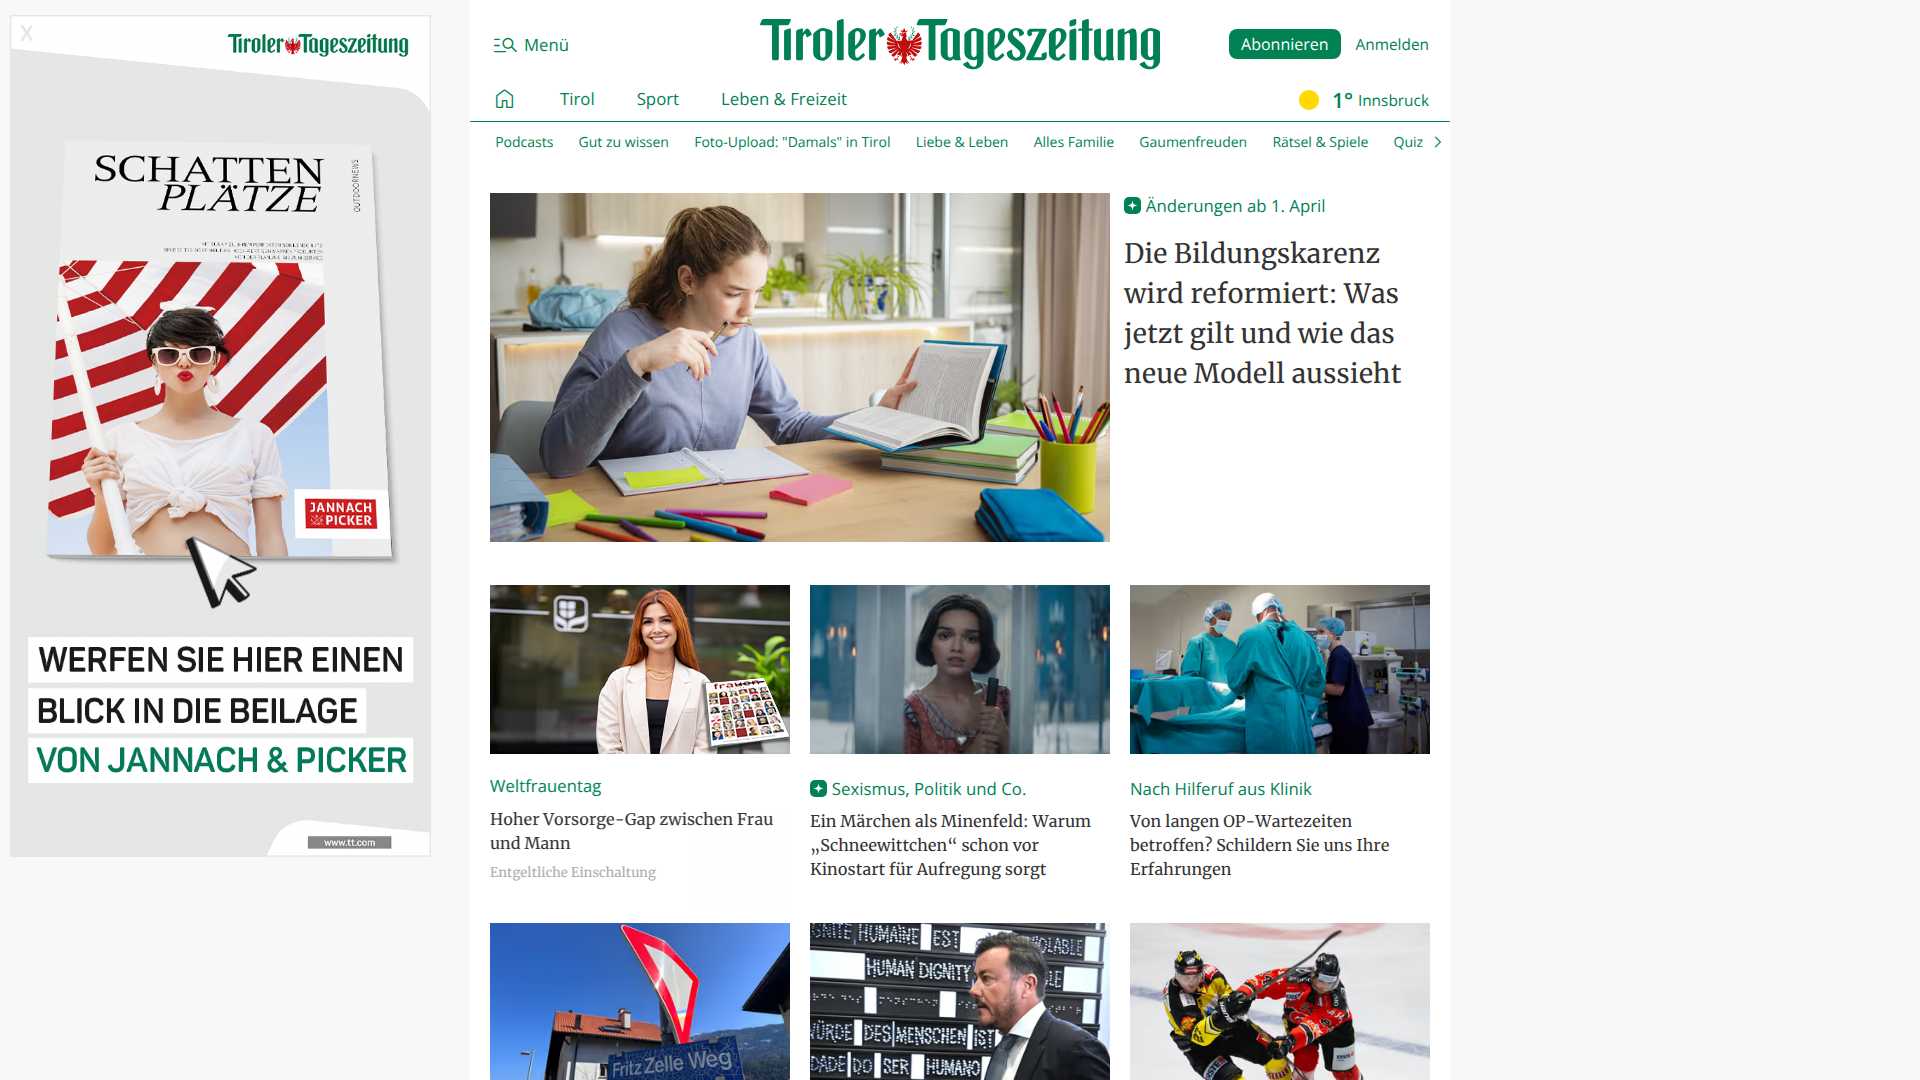 X
Tiroler Tageszeitung
SCHATTEN
PLÄTZE
OUTDOORNEWS
JANNACH
PICKER
WERFEN SIE HIER EINEN
BLICK IN DIE BEILAGE
VON JANNACH & PICKER
www.tt.com
Menü
Tiroler Tageszeitung
Abonnieren
Anmelden
Tirol
Sport
Leben & Freizeit
1° Innsbruck
Podcasts
Gut zu wissen
Foto-Upload: "Damals" in Tirol
Liebe & Leben
Alles Familie
Gaumenfreuden
Rätsel & Spiele
Quiz
Änderungen ab 1. April
Die Bildungskarenz
wird reformiert: Was
jetzt gilt und wie das
neue Modell aussieht
frauen
Weltfrauentag
Hoher Vorsorge-Gap zwischen Frau
und Mann
Entgeltliche Einschaltung
Sexismus, Politik und Co.
Ein Märchen als Minenfeld: Warum
„Schneewittchen“ schon vor
Kinostart für Aufregung sorgt
Nach Hilferuf aus Klinik
Von langen OP-Wartezeiten
betroffen? Schildern Sie uns Ihre
Erfahrungen
Fritz Zelle Weg
HUMAINE EST
HUMAN DIGNITY
DES MENSCHEN IST
DO SER HUMANO